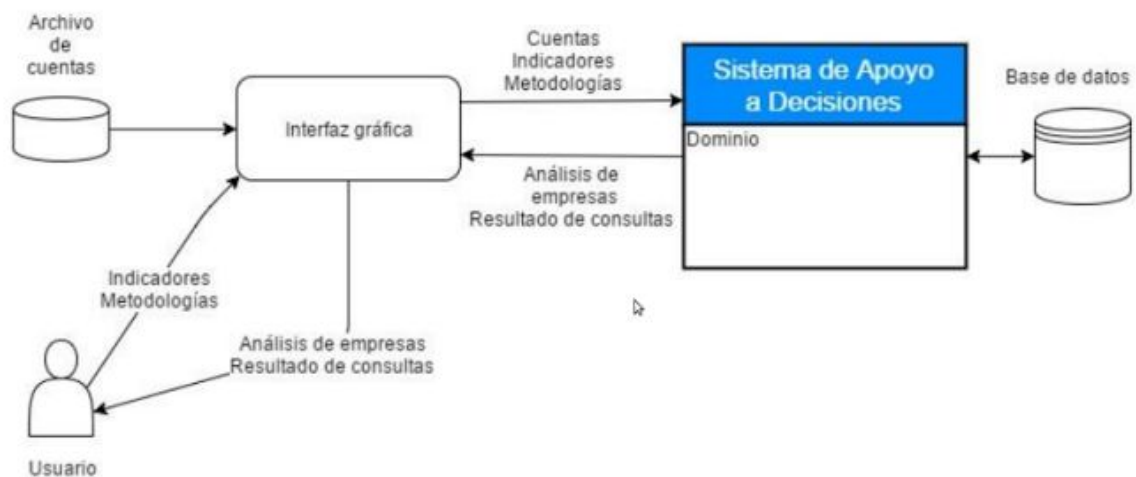 Archivo
de
cuentas
Interfaz gráfica
Cuentas
Indicadores
Metodologías
Sistema de Apoyo
a Decisiones
Dominio
Base de datos
Análisis de
empresas
Resultado de consultas
Indicadores
Metodologías
Análisis de empresas
Resultado de consultas
Usuario